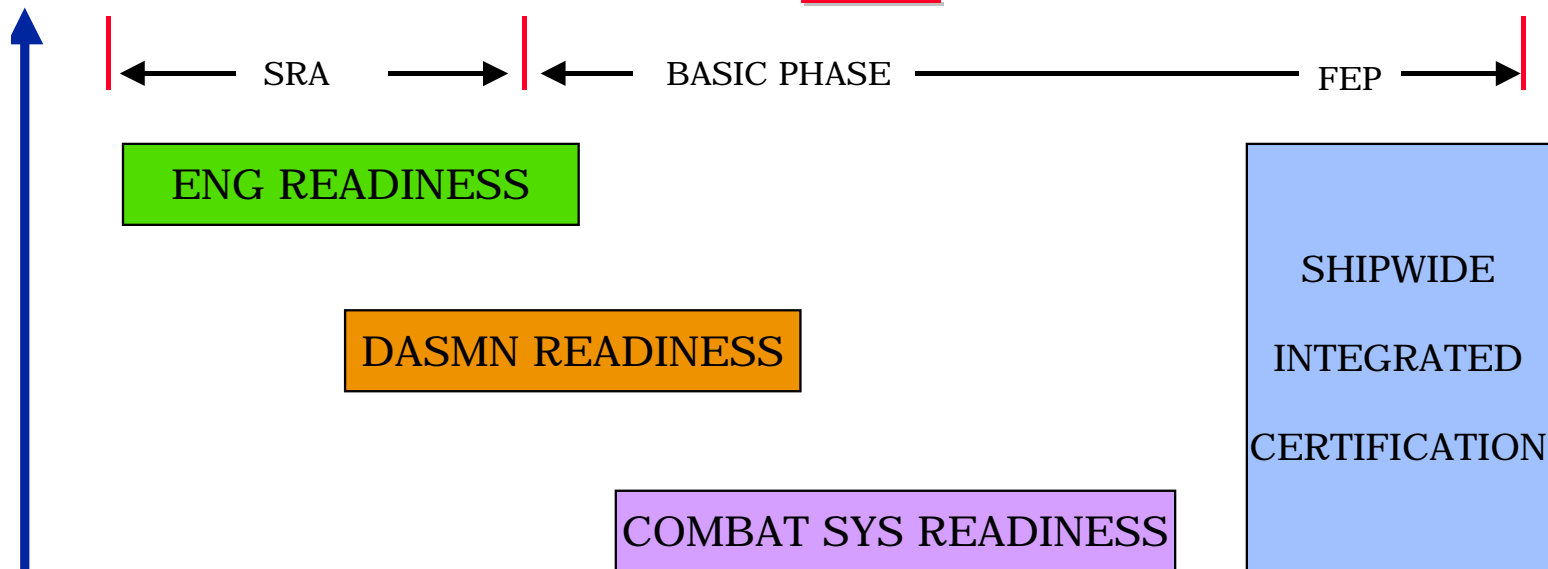 SRA
BASIC PHASE
FEP
ENG READINESS
SHIPWIDE
INTEGRATED
CERTIFICATION
DASMN READINESS
COMBAT SYS READINESS